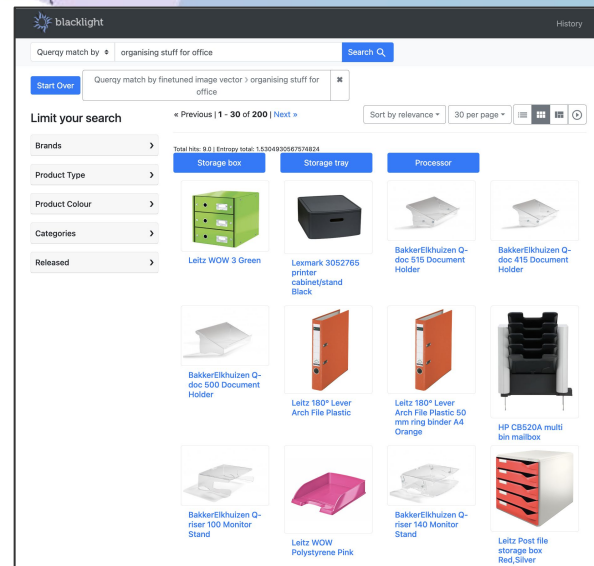 blacklight
History
Querqy match by
organising stuff for office
Search
Start Over
Querqy match by finetuned image vector > organising stuff for
office
✖
Limit your search
« Previous | 1 - 30 of 200 | Next »
Sort by relevance
30 per page
Brands
Product Type
Product Colour
Categories
Released
Total hits: 9.0 | Entropy total: 1.5304930567574824
Storage box
Storage tray
Processor
Leitz WOW 3 Green
Lexmark 3052765
printer
cabinet/stand
Black
BakkerElkhuizen Q-
doc 515 Document
Holder
BakkerElkhuizen Q-
doc 415 Document
Holder
BakkerElkhuizen Q-
doc 500 Document
Holder
Leitz 180° Lever
Arch File Plastic
Leitz 180° Lever
Arch File Plastic 50
mm ring binder A4
Orange
HP CB520A multi
bin mailbox
BakkerElkhuizen Q-
riser 100 Monitor
Stand
Leitz WOW
Polystyrene Pink
BakkerElkhuizen Q-
riser 140 Monitor
Stand
Leitz Post file
storage box
Red,Silver